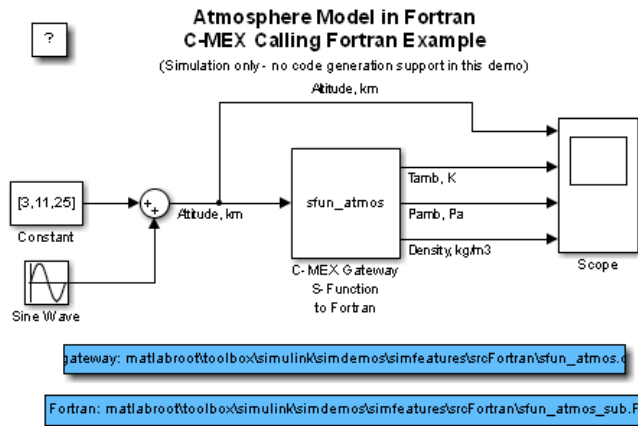 Atmosphere Model in Fortran
C-MEX Calling Fortran Example
?
(Simulation only - no code generation support in this demo)
Altitude, km
[3,11,25]
Constant
Sine Wave
+
+
Altitude, km
sfun_atmos
C-MEX Gateway
S-Function
to Fortran
Tamb, K
Pamb, Pa
Density, kg/m3
Scope
gateway: matlabroot\toolbox\simulink\simdemos\simfeatures\srcFortran\sfun_atmos.c
Fortran: matlabroot\toolbox\simulink\simdemos\simfeatures\srcFortran\sfun_atmos_sub.F